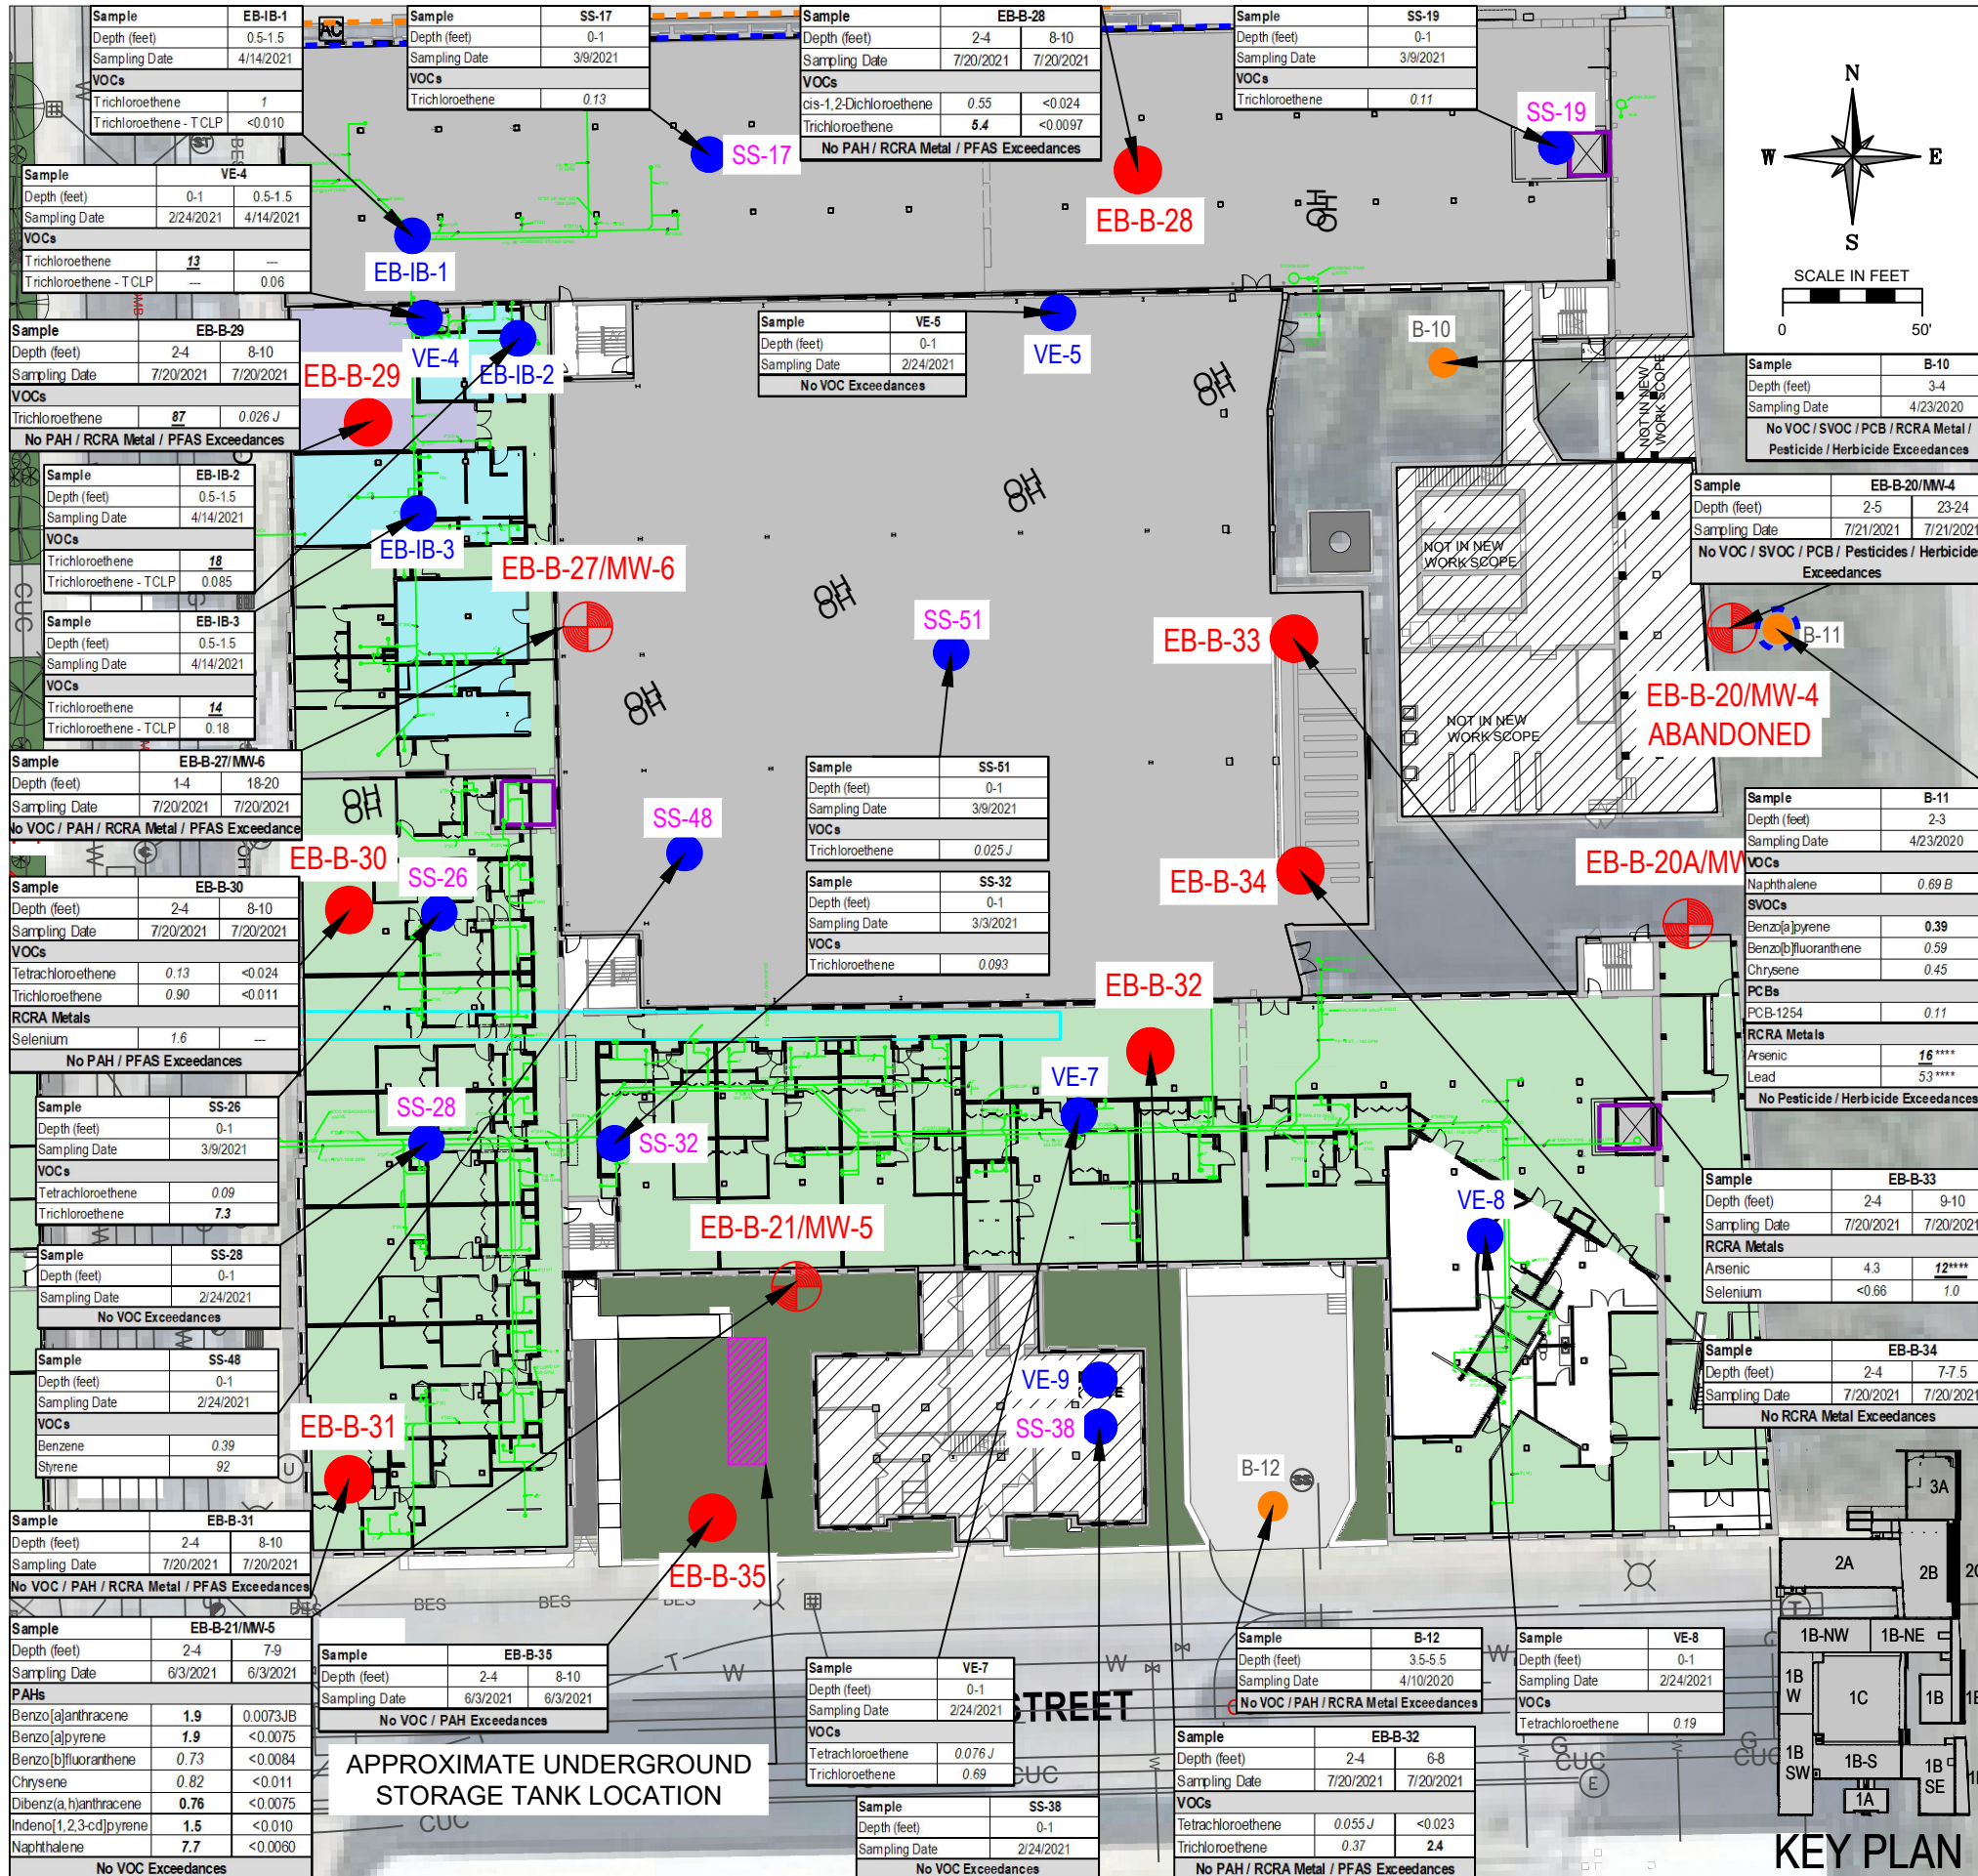 Sample EB-IB-1
Depth (feet) 0.5-1.5
Sampling Date 4/14/2021
VOCs
Trichloroethene 1
Trichloroethene - TCLP <0.010
Sample SS-17
Depth (feet) 0-1
Sampling Date 3/9/2021
VOCs
Trichloroethene 0.13
Sample EB-B-28
Depth (feet) 2-4 8-10
Sampling Date 7/20/2021 7/20/2021
VOCs
cis-1,2-Dichloroethene 0.55 <0.024
Trichloroethene 5.4 <0.0097
No PAH / RCRA Metal / PFAS Exceedances
Sample SS-19
Depth (feet) 0-1
Sampling Date 3/9/2021
VOCs
Trichloroethene 0.11
N
W E
S
SCALE IN FEET
0 50'
AC
SS-17
EB-B-28
SS-19
EB-IB-1
Sample VE-4
Depth (feet) 0-1 0.5-1.5
Sampling Date 2/24/2021 4/14/2021
VOCs
Trichloroethene 13 ---
Trichloroethene - TCLP --- 0.06
Sample EB-B-29
Depth (feet) 2-4 8-10
Sampling Date 7/20/2021 7/20/2021
VOCs
Trichloroethene 87 0.026 J
No PAH / RCRA Metal / PFAS Exceedances
EB-B-29
VE-4
EB-IB-2
Sample VE-5
Depth (feet) 0-1
Sampling Date 2/24/2021
No VOC Exceedances
VE-5
B-10
NOT IN NEW
WORK SCOPE
Sample B-10
Depth (feet) 3-4
Sampling Date 4/23/2020
No VOC / SVOC / PCB / RCRA Metal /
Pesticide / Herbicide Exceedances
Sample EB-IB-2
Depth (feet) 0.5-1.5
Sampling Date 4/14/2021
VOCs
Trichloroethene 18
Trichloroethene - TCLP 0.085
EB-IB-3
EB-B-27/MW-6
NOT IN NEW
WORK SCOPE
Sample EB-B-20/MW-4
Depth (feet) 2-5 23-24
Sampling Date 7/21/2021 7/21/2021
No VOC / SVOC / PCB / Pesticides / Herbicides
Exceedances
Sample EB-IB-3
Depth (feet) 0.5-1.5
Sampling Date 4/14/2021
VOCs
Trichloroethene 14
Trichloroethene - TCLP 0.18
SS-51
EB-B-33
B-11
EB-B-20/MW-4
ABANDONED
NOT IN NEW
WORK SCOPE
OH
OH
OH
OH
OH
OH
OH
OH
OH
OH
OH
OH
Sample EB-B-27/MW-6
Depth (feet) 1-4 18-20
Sampling Date 7/20/2021 7/20/2021
No VOC / PAH / RCRA Metal / PFAS Exceedance
Sample SS-51
Depth (feet) 0-1
Sampling Date 3/9/2021
VOCs
Trichloroethene 0.025 J
SS-48
EB-B-30
SS-26
EB-B-34
EB-B-20A/MW
Sample B-11
Depth (feet) 2-3
Sampling Date 4/23/2020
VOCs
Naphthalene 0.69 B
SVOCs
Benzo[a]pyrene 0.39
Benzo[b]fluoranthene 0.59
Chrysene 0.45
PCBs
PCB-1254 0.11
RCRA Metals
Arsenic 16 ****
Lead 53 ****
No Pesticide / Herbicide Exceedances
Sample EB-B-30
Depth (feet) 2-4 8-10
Sampling Date 7/20/2021 7/20/2021
VOCs
Tetrachloroethene 0.13 <0.024
Trichloroethene 0.90 <0.011
RCRA Metals
Selenium 1.6 ---
No PAH / PFAS Exceedances
Sample SS-32
Depth (feet) 0-1
Sampling Date 3/3/2021
VOCs
Trichloroethene 0.093
EB-B-32
VE-7
Sample SS-26
Depth (feet) 0-1
Sampling Date 3/9/2021
VOCs
Tetrachloroethene 0.09
Trichloroethene 7.3
SS-28
SS-32
EB-B-21/MW-5
VE-8
Sample EB-B-33
Depth (feet) 2-4 9-10
Sampling Date 7/20/2021 7/20/2021
RCRA Metals
Arsenic 4.3 12****
Selenium <0.66 1.0
Sample SS-28
Depth (feet) 0-1
Sampling Date 2/24/2021
No VOC Exceedances
Sample EB-B-34
Depth (feet) 2-4 7-7.5
Sampling Date 7/20/2021 7/20/2021
No RCRA Metal Exceedances
Sample SS-48
Depth (feet) 0-1
Sampling Date 2/24/2021
VOCs
Benzene 0.39
Styrene 92
VE-9
SS-38
EB-B-31
U
B-12
SS
EB-B-35
Sample EB-B-31
Depth (feet) 2-4 8-10
Sampling Date 7/20/2021 7/20/2021
No VOC / PAH / RCRA Metal / PFAS Exceedances
BES BES BES BES
Sample EB-B-21/MW-5
Depth (feet) 2-4 7-9
Sampling Date 6/3/2021 6/3/2021
PAHs
Benzo[a]anthracene 1.9 0.0073JB
Benzo[a]pyrene 1.9 <0.0075
Benzo[b]fluoranthene 0.73 <0.0084
Chrysene 0.82 <0.011
Dibenz(a,h)anthracene 0.76 <0.0075
Indeno[1,2,3-cd]pyrene 1.5 <0.010
Naphthalene 7.7 <0.0060
No VOC Exceedances
Sample EB-B-35
Depth (feet) 2-4 8-10
Sampling Date 6/3/2021 6/3/2021
No VOC / PAH Exceedances
APPROXIMATE UNDERGROUND
STORAGE TANK LOCATION
T W W W
STREET
CUC CUC CUC CUC
G G
E
T
Sample VE-7
Depth (feet) 0-1
Sampling Date 2/24/2021
VOCs
Tetrachloroethene 0.076 J
Trichloroethene 0.69
Sample B-12
Depth (feet) 3.5-5.5
Sampling Date 4/10/2020
No VOC / PAH / RCRA Metal Exceedances
Sample VE-8
Depth (feet) 0-1
Sampling Date 2/24/2021
VOCs
Tetrachloroethene 0.19
Sample SS-38
Depth (feet) 0-1
Sampling Date 2/24/2021
No VOC Exceedances
Sample EB-B-32
Depth (feet) 2-4 6-8
Sampling Date 7/20/2021 7/20/2021
VOCs
Tetrachloroethene 0.055 J <0.023
Trichloroethene 0.37 2.4
No PAH / RCRA Metal / PFAS Exceedances
3A
2A 2B
1B-NW 1B-NE
1B
W
1C
1B
1B
SW
1B-S
1B
SE
1A
KEY PLAN